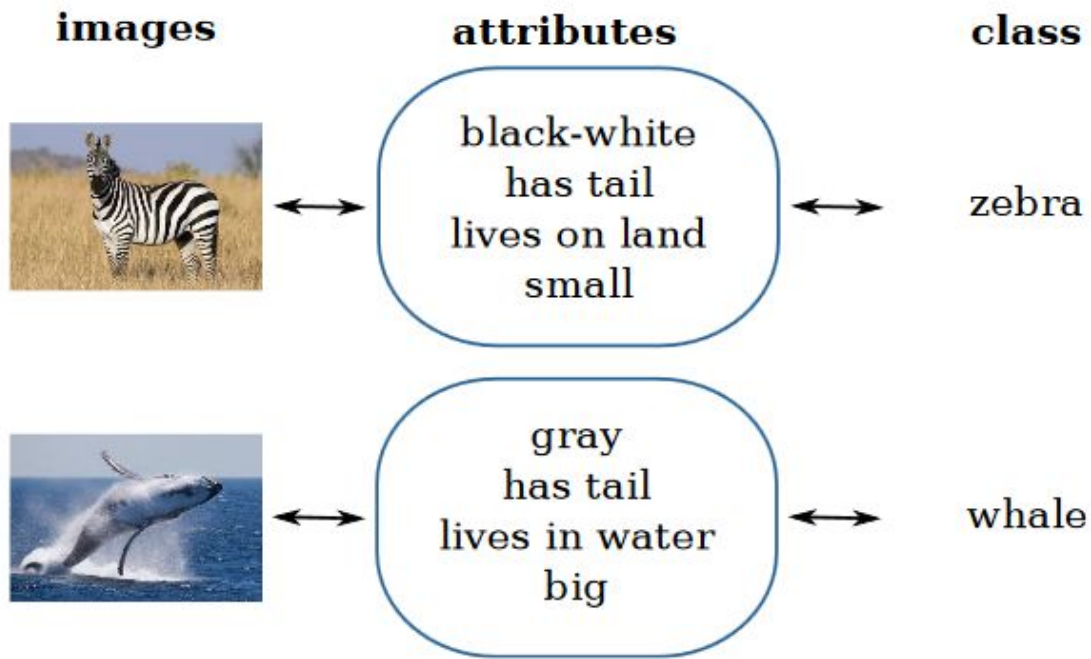 images attributes class
black-white
has tail
lives on land
small
zebra
gray
has tail
lives in water
big
whale